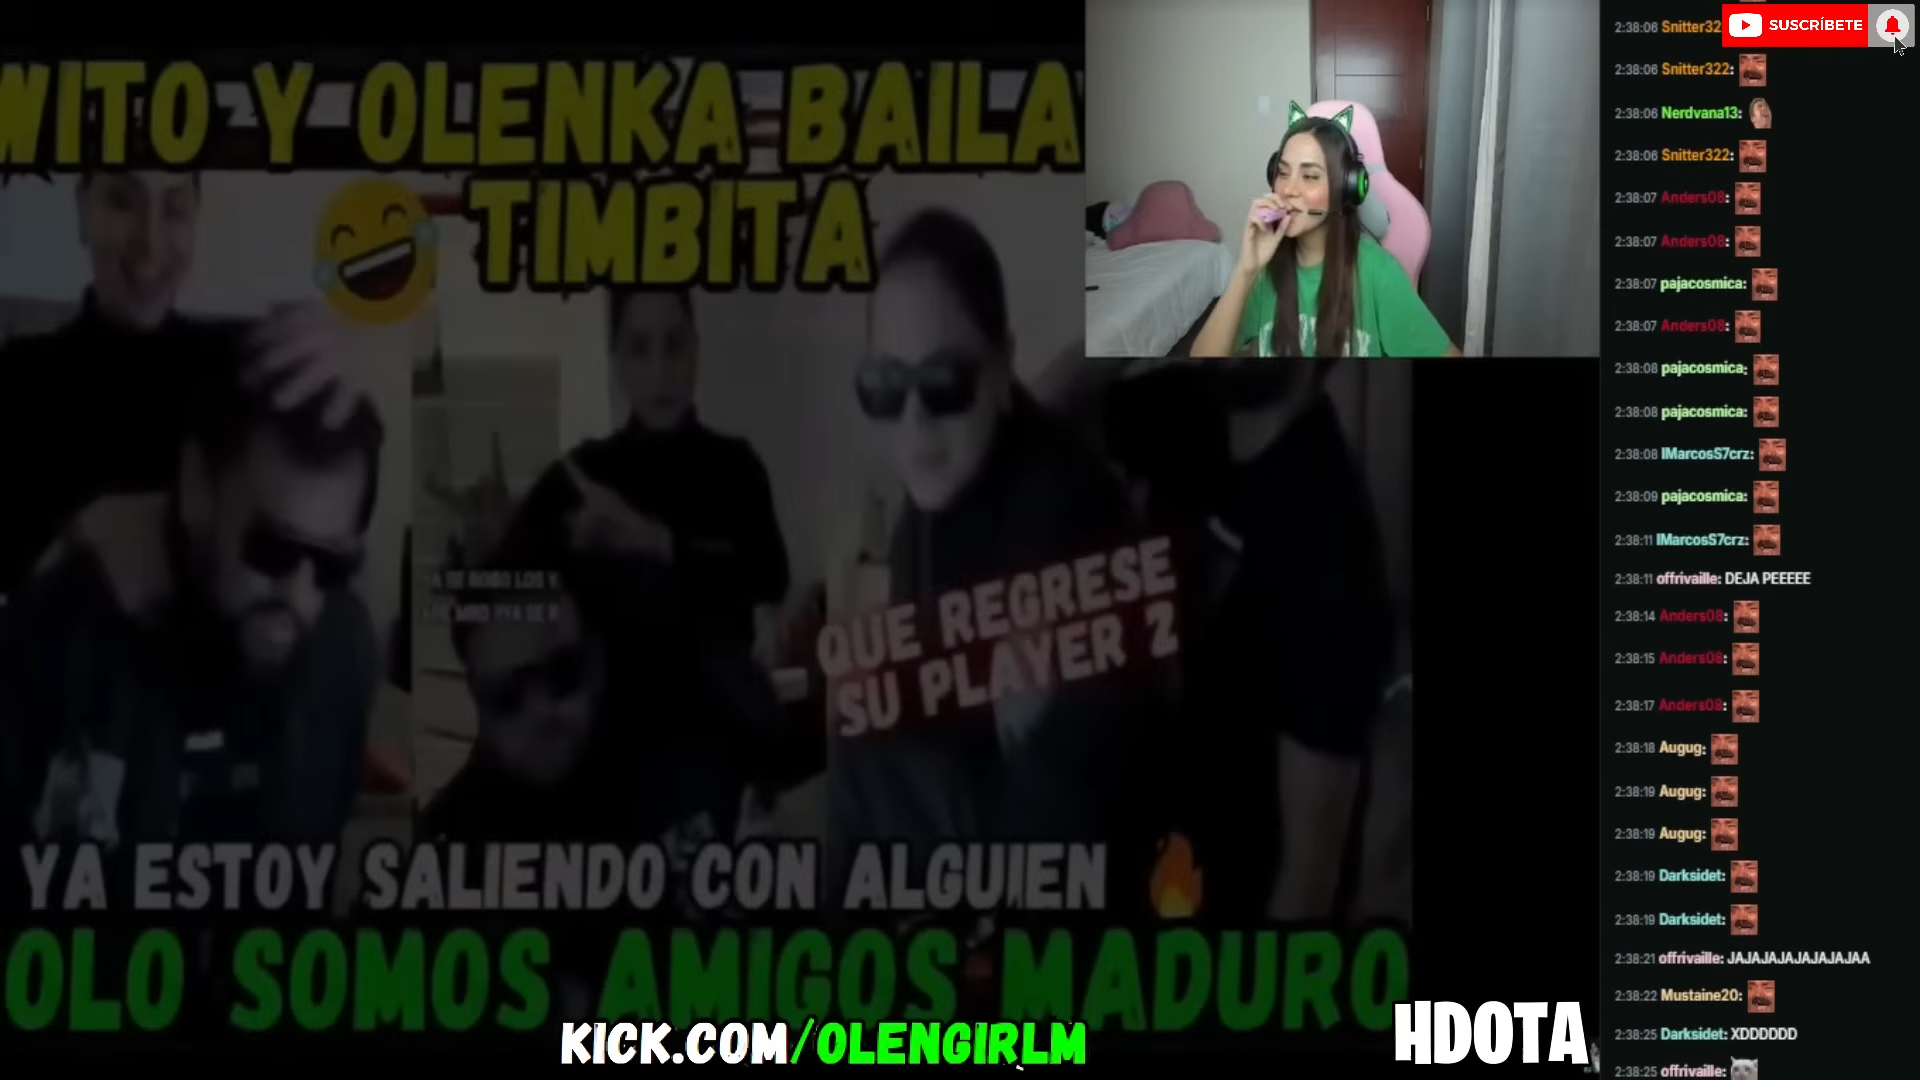 WITO Y OLENKA BAILA
TIMBITA
QUE REGRESE
SU PLAYER 2
YA ESTOY SALIENDO CON ALGUIEN
OLO SOMOS AMIGOS MADURO
KICK.COM/OLENGIRLM
HDOTA
SUSCRÍBETE
2:38:06 Snitter32
2:38:06 Snitter322:
2:38:06 Nerdvana13:
2:38:06 Snitter322:
2:38:07 Anders08:
2:38:07 Anders08:
2:38:07 pajacosmica:
2:38:07 Anders08:
2:38:08 pajacosmica:
2:38:08 pajacosmica:
2:38:08 lMarcosS7crz:
2:38:09 pajacosmica:
2:38:11 lMarcosS7crz:
2:38:11 offrivaille: DEJA PEEEEE
2:38:14 Anders08:
2:38:15 Anders08:
2:38:17 Anders08:
2:38:18 Augug:
2:38:19 Augug:
2:38:19 Augug:
2:38:19 Darksidet:
2:38:19 Darksidet:
2:38:21 offrivaille: JAJAJAJAJAJAJAJAA
2:38:22 Mustaine20:
2:38:25 Darksidet: XDDDDDD
2:38:25 offrivaille: